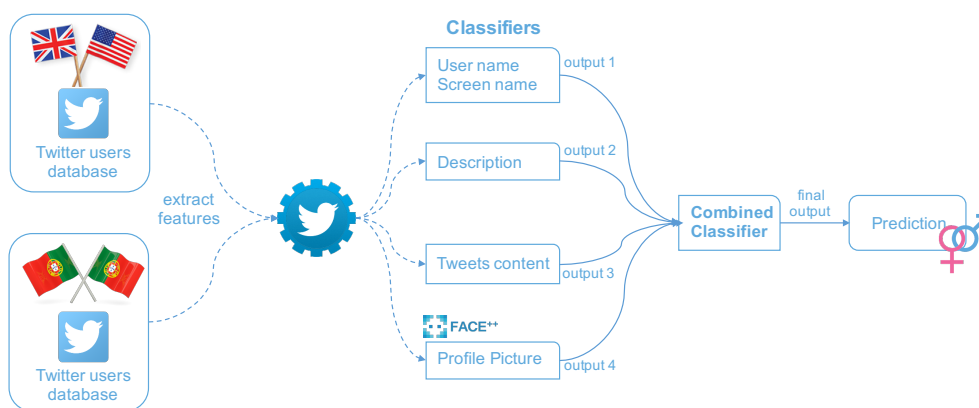 Classifiers
Twitter users
database
Twitter users
database
extract
features
User name
Screen name
output 1
Description
output 2
Tweets content
output 3
FACE++
Profile Picture
output 4
Combined
Classifier
final
output
Prediction